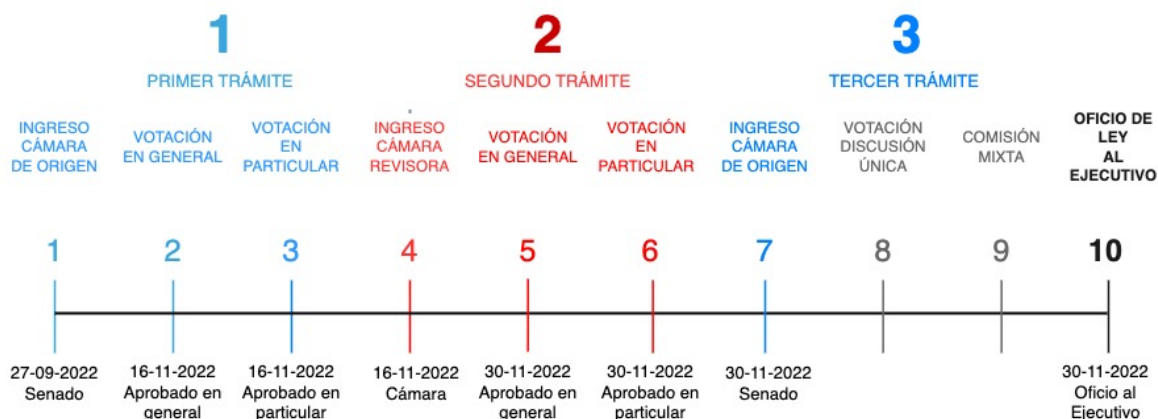 1
2
3
PRIMER TRÁMITE
SEGUNDO TRÁMITE
TERCER TRÁMITE
INGRESO
CÁMARA
DE ORIGEN
VOTACIÓN
EN GENERAL
VOTACIÓN
EN
PARTICULAR
INGRESO
CÁMARA
REVISORA
VOTACIÓN
EN GENERAL
VOTACIÓN
EN
PARTICULAR
INGRESO
CÁMARA
DE ORIGEN
VOTACIÓN
DISCUSIÓN
ÚNICA
COMISIÓN
MIXTA
OFICIO DE
LEY
AL
EJECUTIVO
1
2
3
4
5
6
7
8
9
10
27-09-2022
Senado
16-11-2022
Aprobado en
general
16-11-2022
Aprobado en
particular
16-11-2022
Cámara
30-11-2022
Aprobado en
general
30-11-2022
Aprobado en
particular
30-11-2022
Senado
30-11-2022
Oficio al
Ejecutivo